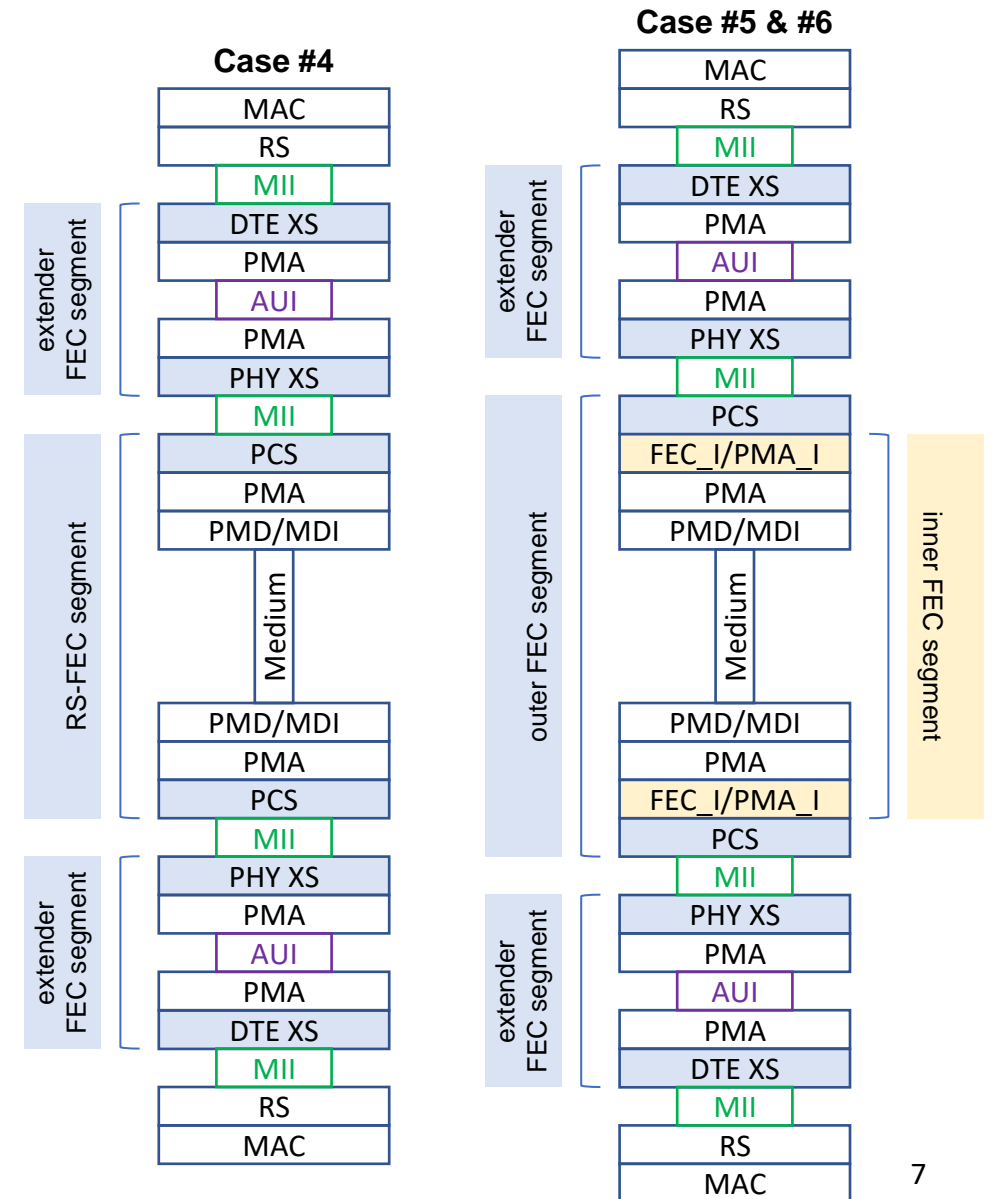 Case #4
MAC
RS
MII
DTE XS
PMA
AUI
PMA
PHY XS
MII
PCS
PMA
PMD/MDI
Medium
PMD/MDI
PMA
PCS
MII
PHY XS
PMA
AUI
PMA
DTE XS
MII
RS
MAC
extender
FEC segment
RS-FEC segment
extender
FEC segment
Case #5 & #6
MAC
RS
MII
DTE XS
PMA
AUI
PMA
PHY XS
MII
PCS
FEC_I/PMA_I
PMA
PMD/MDI
Medium
PMD/MDI
PMA
FEC_I/PMA_I
PCS
MII
PHY XS
PMA
AUI
PMA
DTE XS
MII
RS
MAC
extender
FEC segment
outer FEC segment
extender
FEC segment
inner FEC segment
7